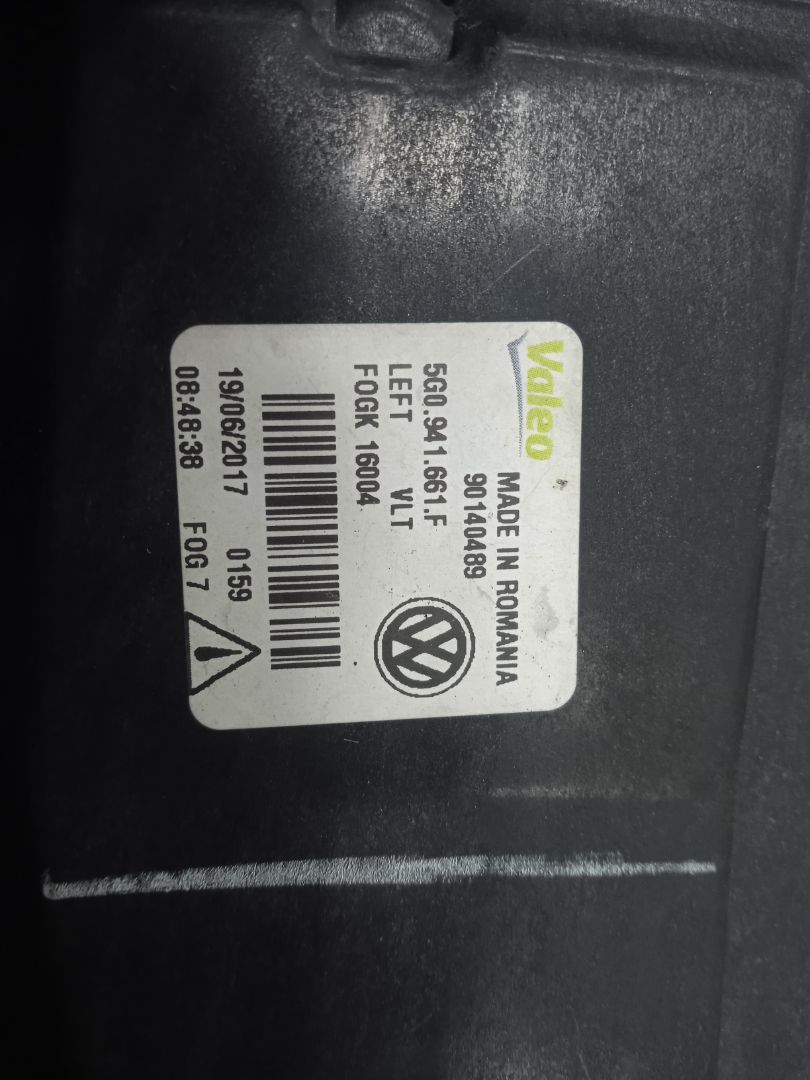 Valeo
MADE IN ROMANIA
90140489
5G0.941.661.F
LEFT VLT
FOGK 16004
19/06/2017 0159
08:48:38 FOG 7